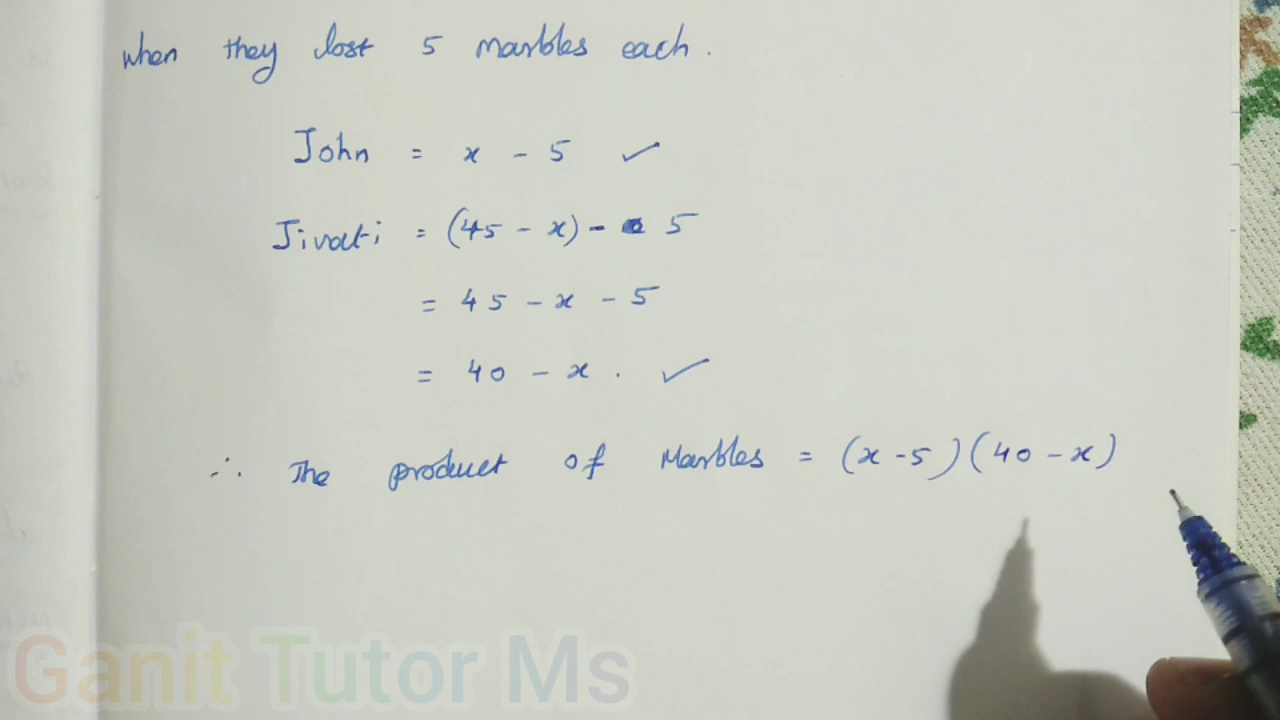 when they lost 5 marbles each.
John = x - 5 ✓
Jivati = (45 - x) - 5
= 45 - x - 5
= 40 - x . ✓
∴ The product of Marbles = (x - 5)(40 - x)
Ganit Tutor Ms